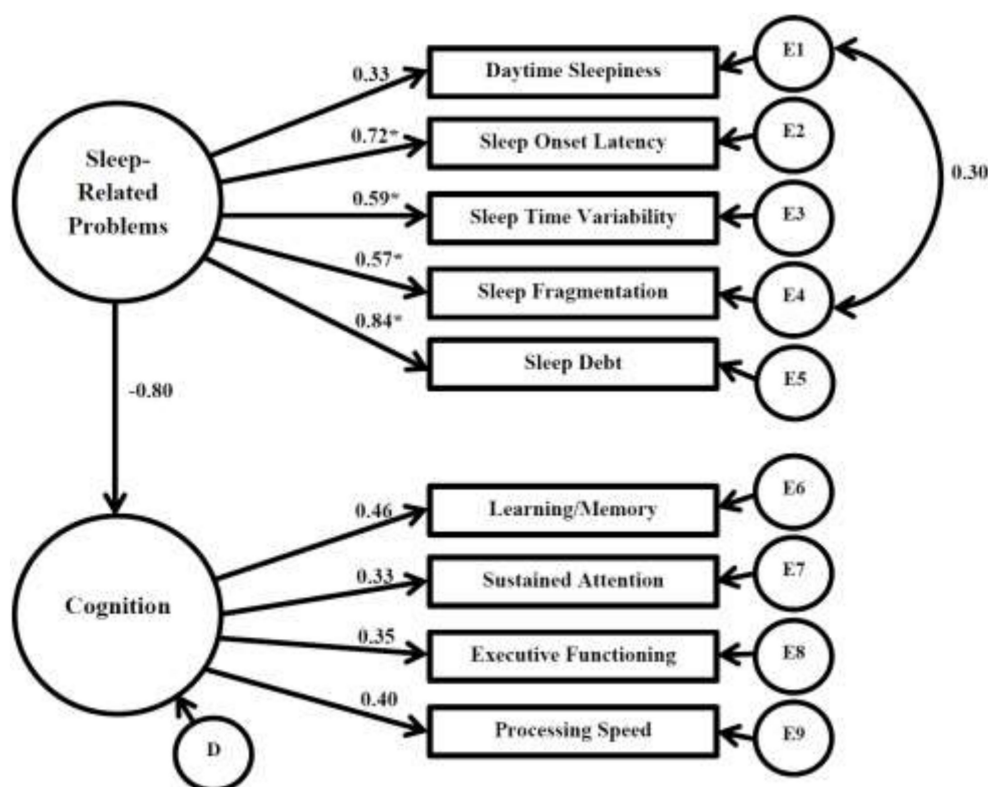 0.33
Daytime Sleepiness
E1
0.72*
Sleep Onset Latency
E2
Sleep-
Related
Problems
0.59*
Sleep Time Variability
E3
0.30
0.57*
Sleep Fragmentation
E4
0.84*
Sleep Debt
E5
-0.80
0.46
Learning/Memory
E6
0.33
Sustained Attention
E7
Cognition
0.35
Executive Functioning
E8
0.40
Processing Speed
E9
D